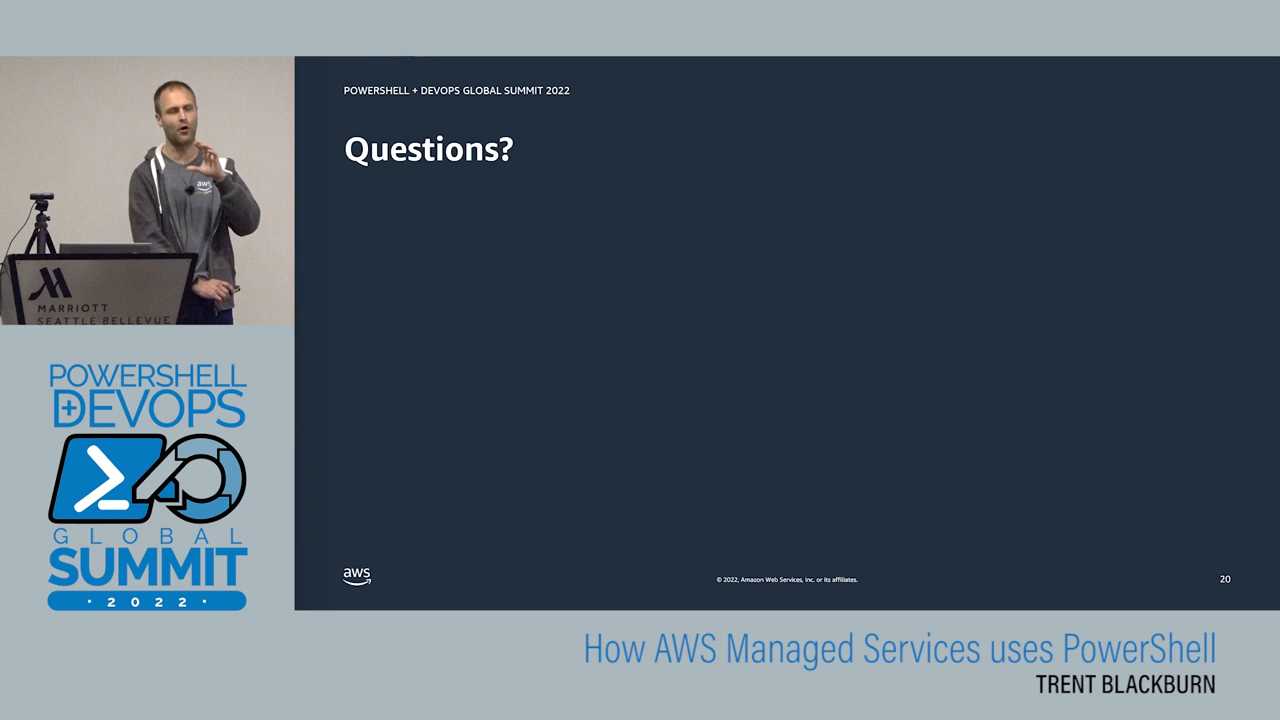 POWERSHELL + DEVOPS GLOBAL SUMMIT 2022
Questions?
aws
MARRIOTT
SEATTLE BELLEVUE
POWERSHELL
+DEVOPS
GLOBAL
SUMMIT
· 2022 ·
aws
© 2022, Amazon Web Services, Inc. or its affiliates.
20
How AWS Managed Services uses PowerShell
TRENT BLACKBURN